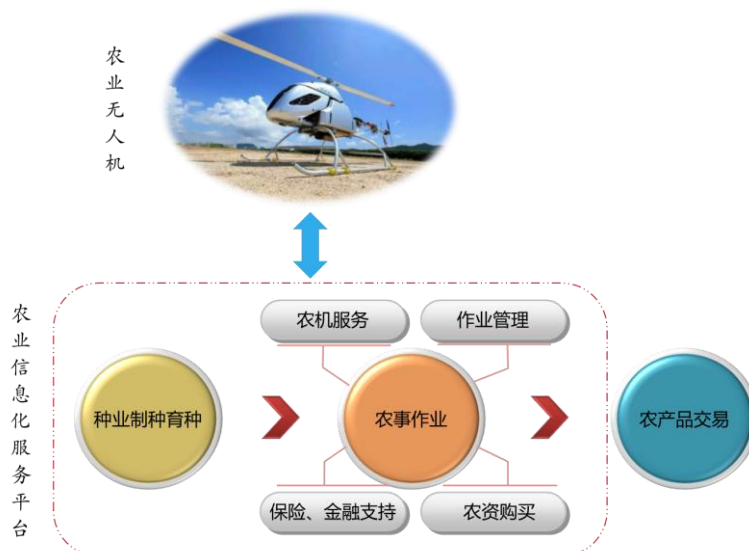 农业无人机
农业信息化服务平台
农机服务
作业管理
种业制种育种
农事作业
农产品交易
保险、金融支持
农资购买